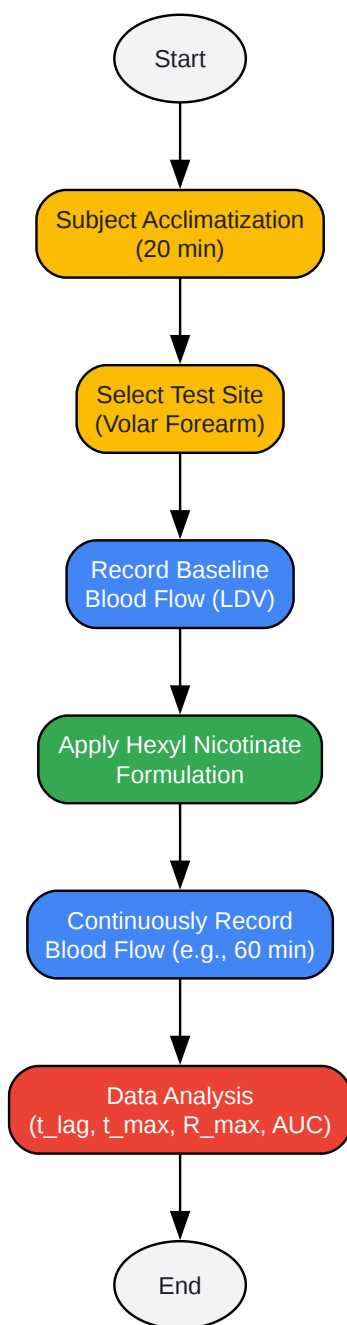 Start
Subject Acclimatization
(20 min)
Select Test Site
(Volar Forearm)
Record Baseline
Blood Flow (LDV)
Apply Hexyl Nicotinate
Formulation
Continuously Record
Blood Flow (e.g., 60 min)
Data Analysis
(t_lag, t_max, R_max, AUC)
End